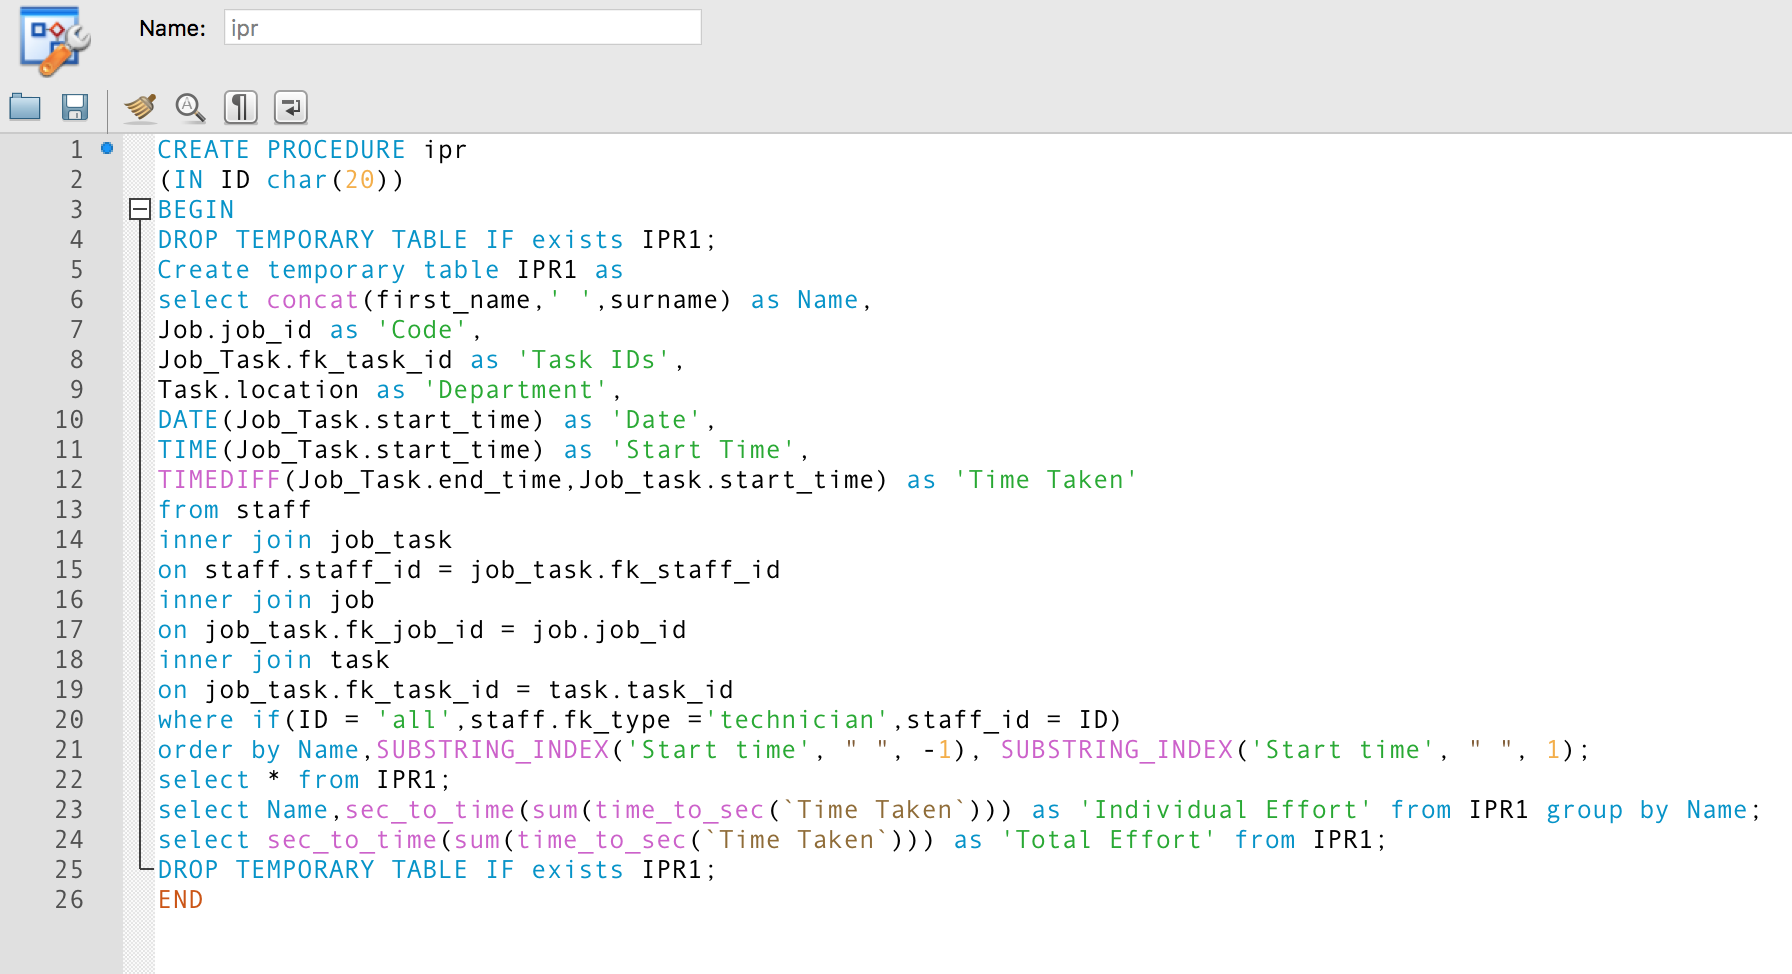 Name: ipr
1 CREATE PROCEDURE ipr
2 (IN ID char(20))
3 BEGIN
4 DROP TEMPORARY TABLE IF exists IPR1;
5 Create temporary table IPR1 as
6 select concat(first_name,' ',surname) as Name,
7 Job.job_id as 'Code',
8 Job_Task.fk_task_id as 'Task IDs',
9 Task.location as 'Department',
10 DATE(Job_Task.start_time) as 'Date',
11 TIME(Job_Task.start_time) as 'Start Time',
12 TIMEDIFF(Job_Task.end_time,Job_task.start_time) as 'Time Taken'
13 from staff
14 inner join job_task
15 on staff.staff_id = job_task.fk_staff_id
16 inner join job
17 on job_task.fk_job_id = job.job_id
18 inner join task
19 on job_task.fk_task_id = task.task_id
20 where if(ID = 'all',staff.fk_type ='technician',staff_id = ID)
21 order by Name,SUBSTRING_INDEX('Start time', " ", -1), SUBSTRING_INDEX('Start time', " ", 1);
22 select * from IPR1;
23 select Name,sec_to_time(sum(time_to_sec(`Time Taken`))) as 'Individual Effort' from IPR1 group by Name;
24 select sec_to_time(sum(time_to_sec(`Time Taken`))) as 'Total Effort' from IPR1;
25 DROP TEMPORARY TABLE IF exists IPR1;
26 END